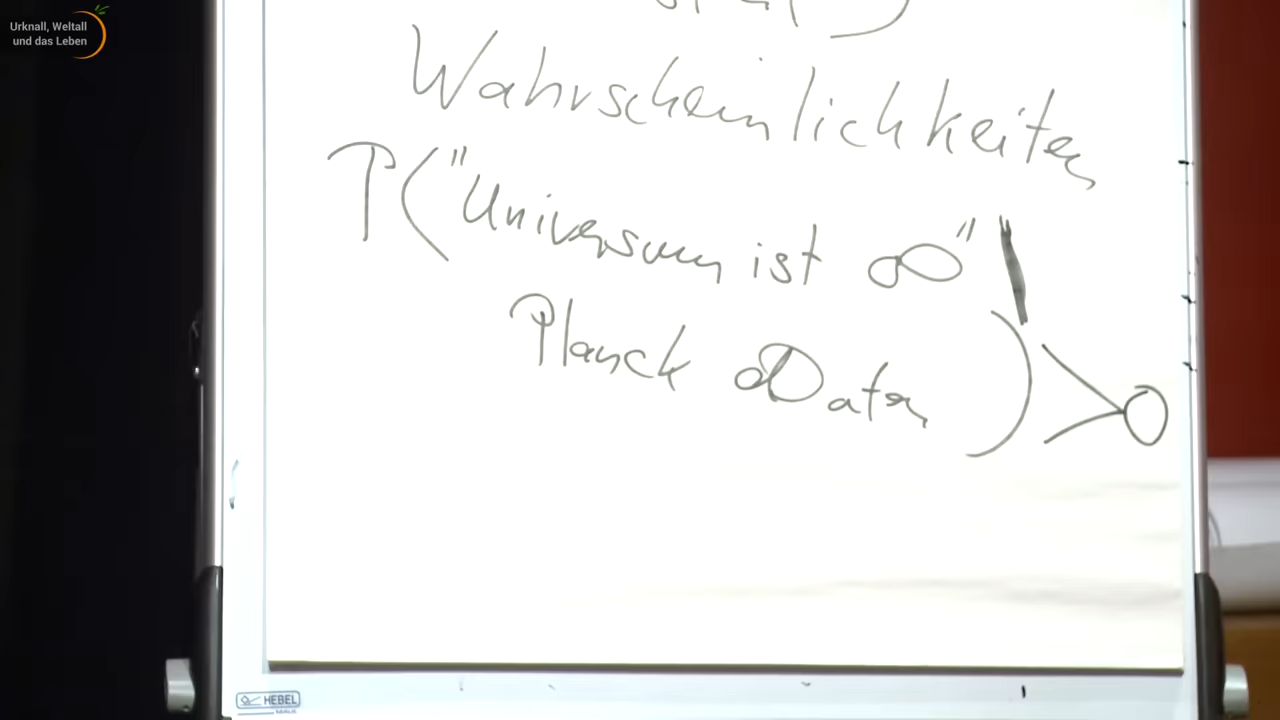 Urknall, Weltall
und das Leben
Wahrscheinlichkeiten
P("Universum ist ∞" |
Planck Daten) > 0
HEBEL